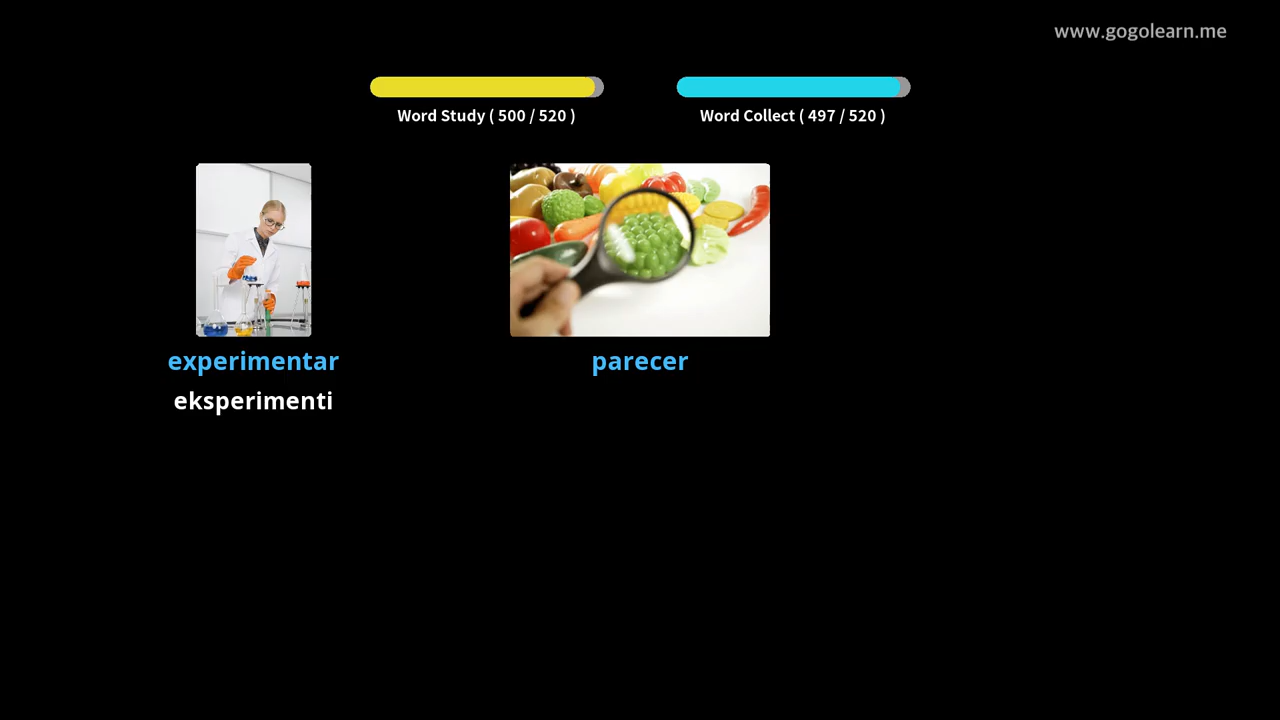 www.gogolearn.me
Word Study ( 500 / 520 )
Word Collect ( 497 / 520 )
experimentar
eksperimenti
parecer